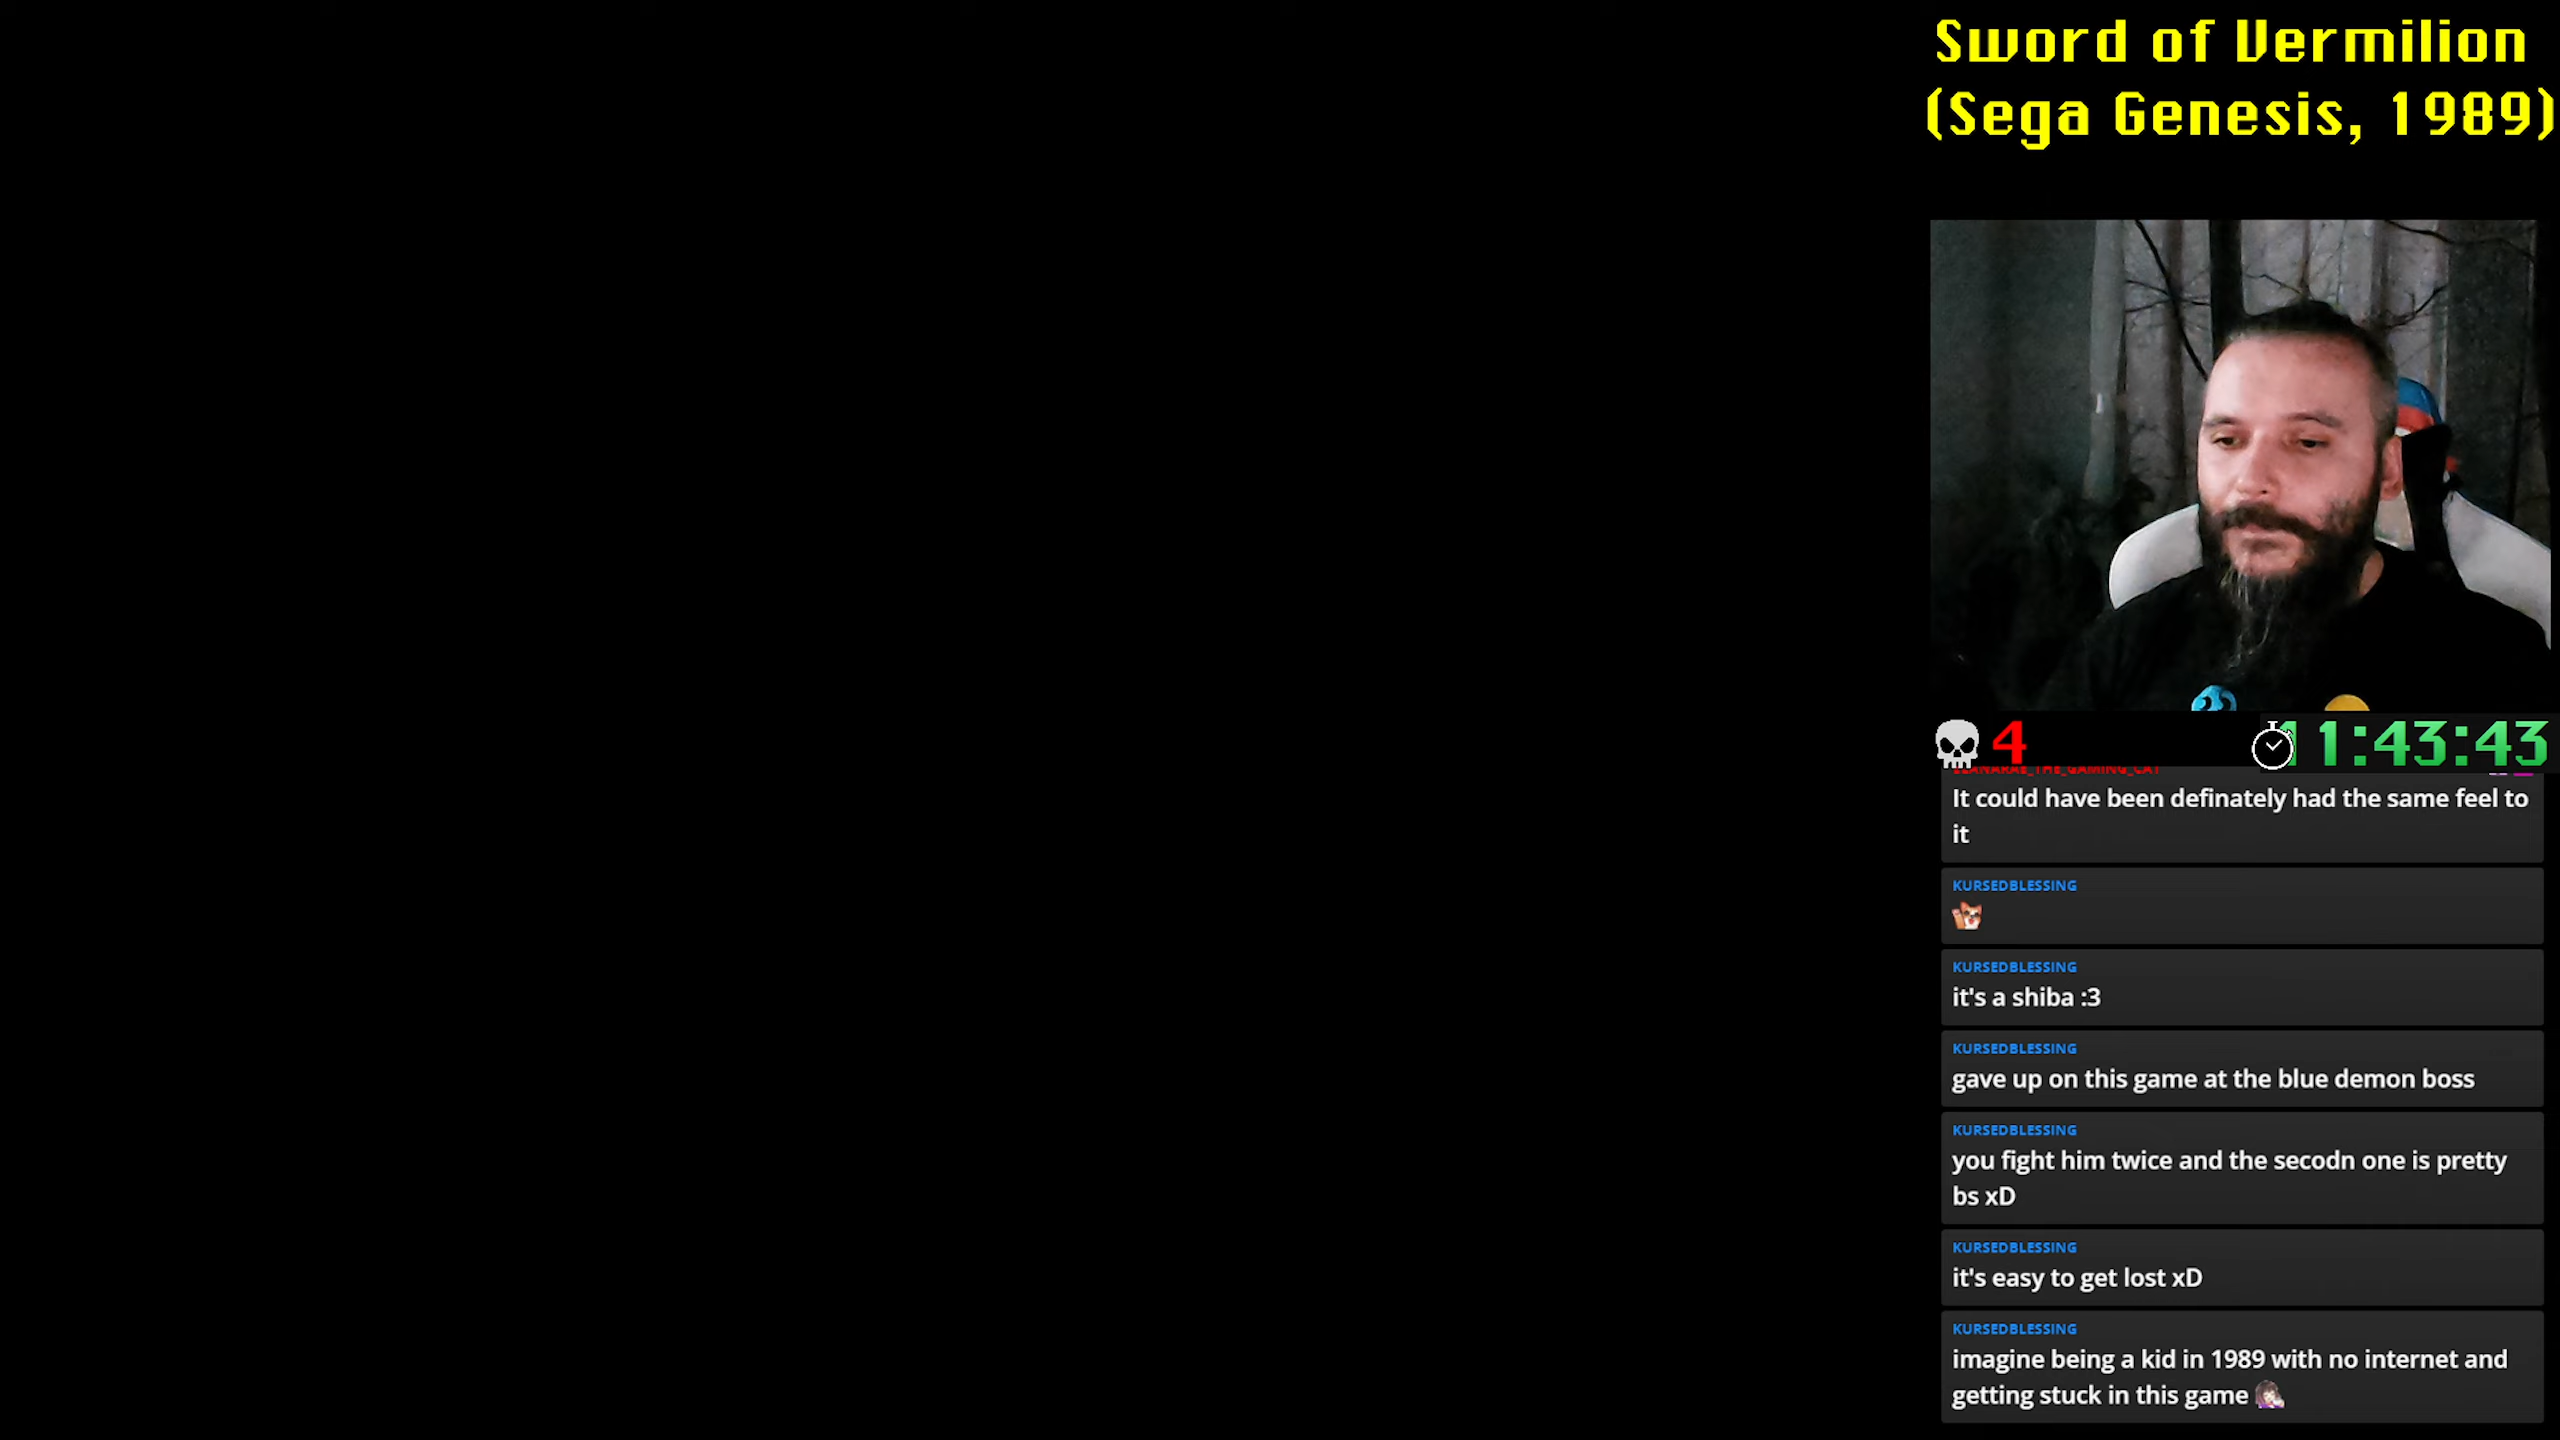 Sword of Vermilion
(Sega Genesis, 1989)
4
11:43:43
It could have been definately had the same feel to
it
KURSEDBLESSING
KURSEDBLESSING
it's a shiba :3
KURSEDBLESSING
gave up on this game at the blue demon boss
KURSEDBLESSING
you fight him twice and the secodn one is pretty
bs xD
KURSEDBLESSING
it's easy to get lost xD
KURSEDBLESSING
imagine being a kid in 1989 with no internet and
getting stuck in this game